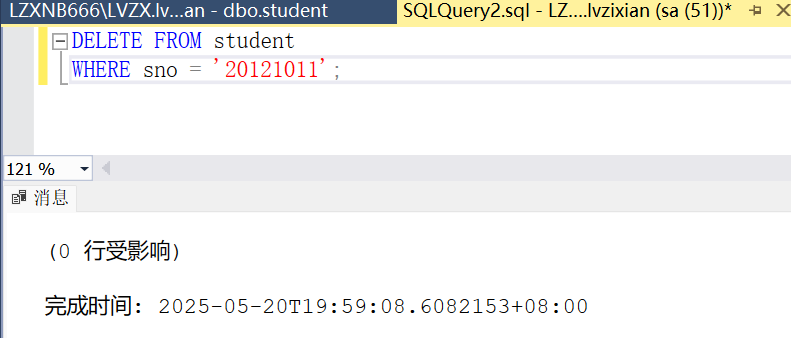 LZXNB666\LVZX.lv...an - dbo.student
SQLQuery2.sql - LZ....lvzixian (sa (51))*
DELETE FROM student
WHERE sno = '20121011';
121 %
消息
(0 行受影响)
完成时间: 2025-05-20T19:59:08.6082153+08:00